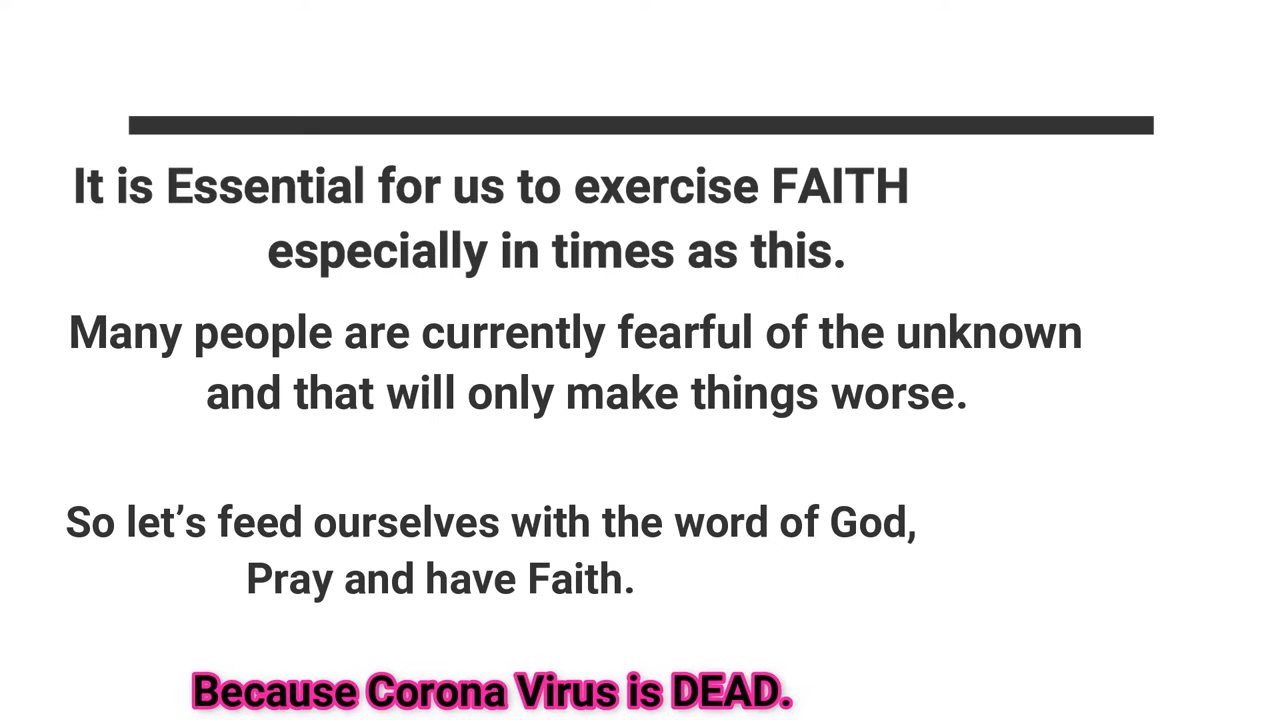 It is Essential for us to exercise FAITH
especially in times as this.
Many people are currently fearful of the unknown
and that will only make things worse.
So let’s feed ourselves with the word of God,
Pray and have Faith.
Because Corona Virus is DEAD.